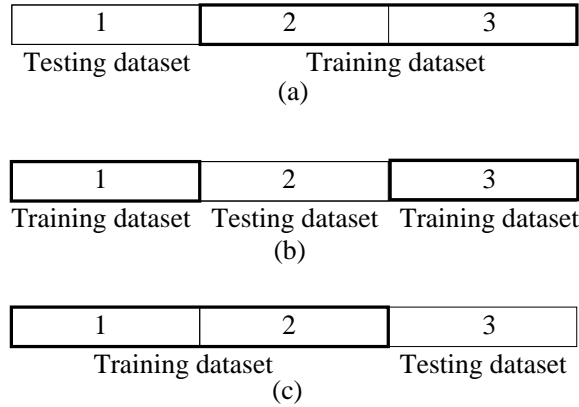 1 2 3
Testing dataset Training dataset
(a)
1 2 3
Training dataset Testing dataset Training dataset
(b)
1 2 3
Training dataset Testing dataset
(c)